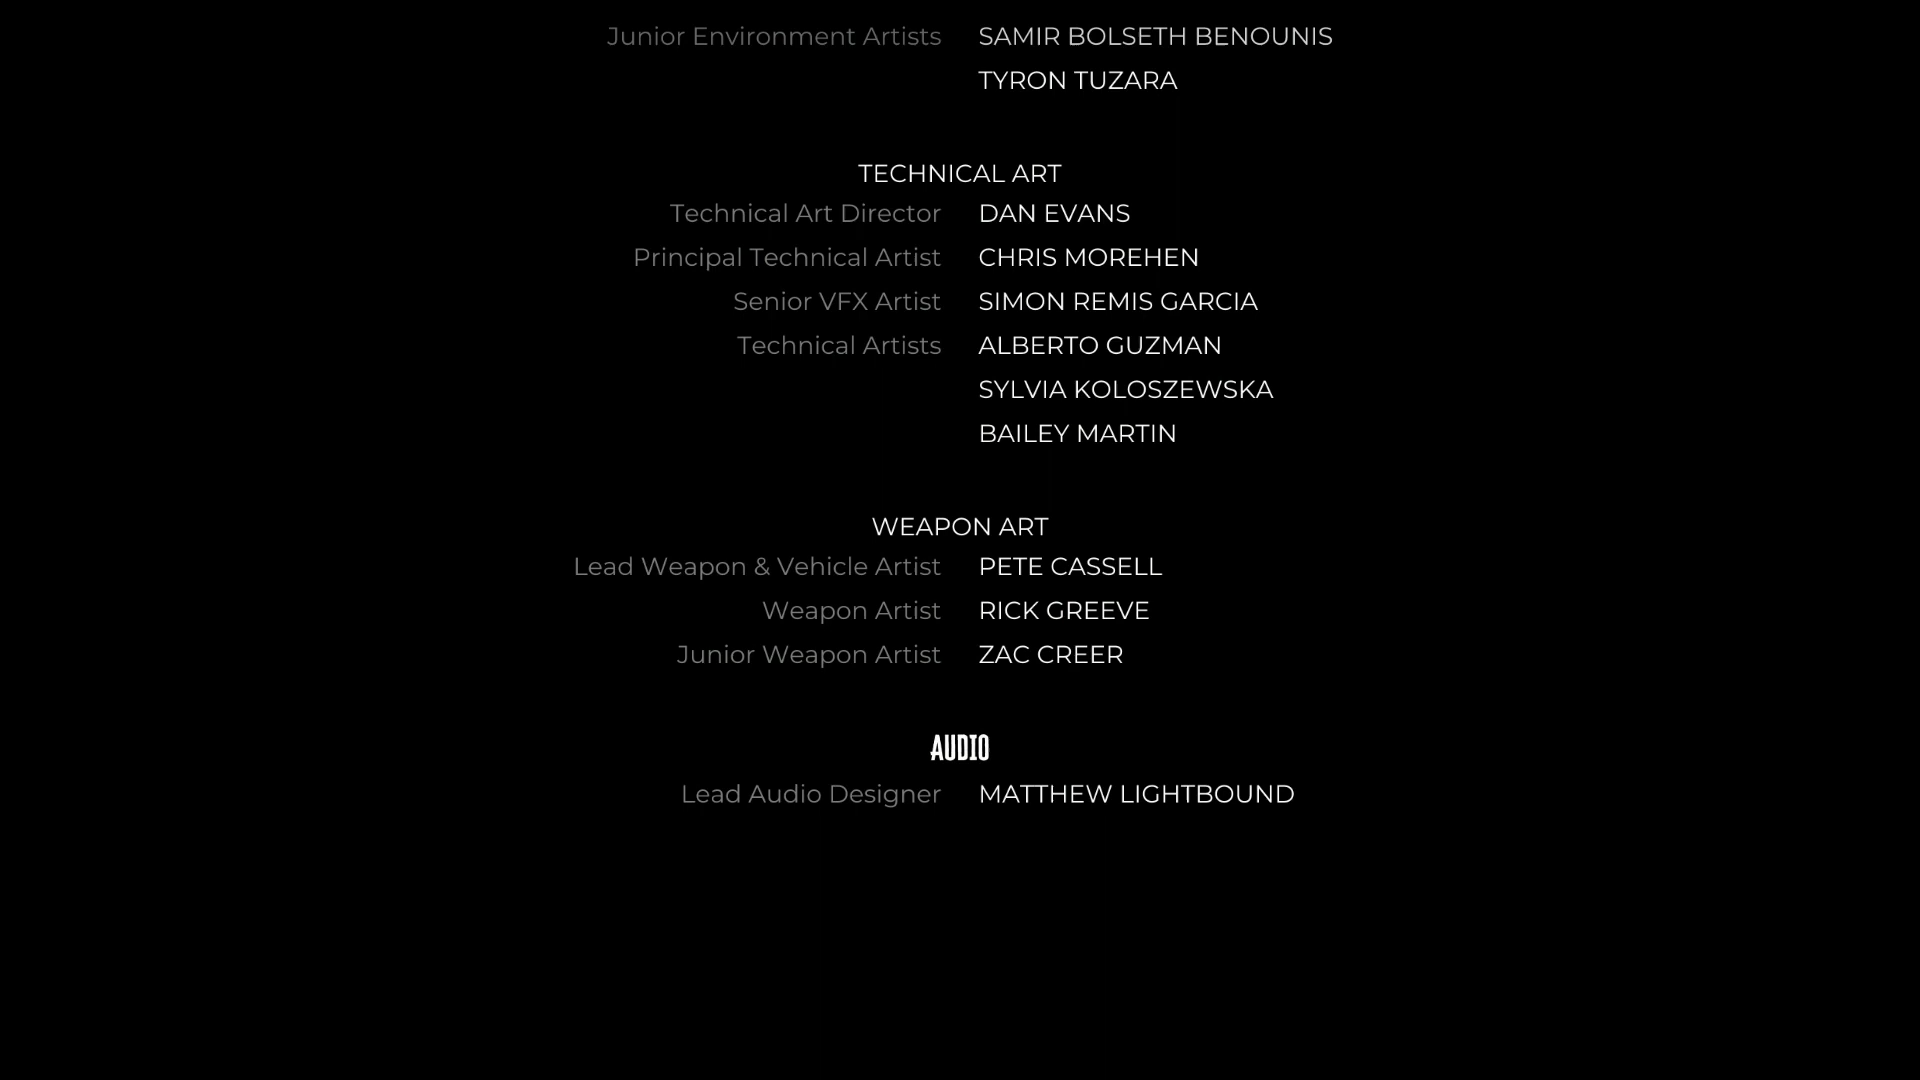 Junior Environment Artists SAMIR BOLSETH BENOUNIS
TYRON TUZARA
TECHNICAL ART
Technical Art Director DAN EVANS
Principal Technical Artist CHRIS MOREHEN
Senior VFX Artist SIMON REMIS GARCIA
Technical Artists ALBERTO GUZMAN
SYLVIA KOLOSZEWSKA
BAILEY MARTIN
WEAPON ART
Lead Weapon & Vehicle Artist PETE CASSELL
Weapon Artist RICK GREEVE
Junior Weapon Artist ZAC CREER
AUDIO
Lead Audio Designer MATTHEW LIGHTBOUND